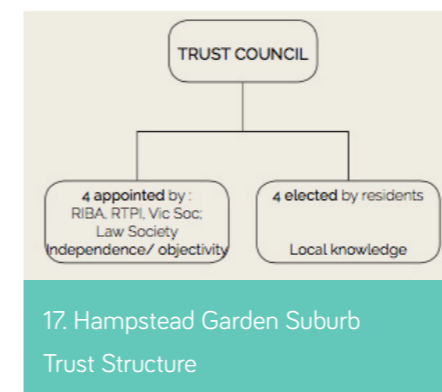 TRUST COUNCIL
4 appointed by :
RIBA, RTPI, Vic Soc;
Law Society
Independence/ objectivity
4 elected by residents
Local knowledge
17. Hampstead Garden Suburb
Trust Structure